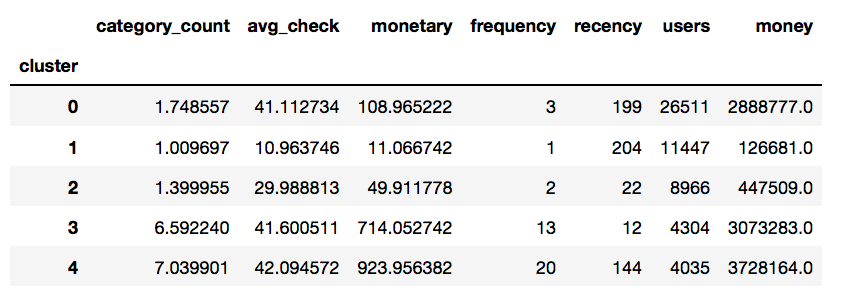 category_count avg_check monetary frequency recency users money
cluster
0 1.748557 41.112734 108.965222 3 199 26511 2888777.0
1 1.009697 10.963746 11.066742 1 204 11447 126681.0
2 1.399955 29.988813 49.911778 2 22 8966 447509.0
3 6.592240 41.600511 714.052742 13 12 4304 3073283.0
4 7.039901 42.094572 923.956382 20 144 4035 3728164.0